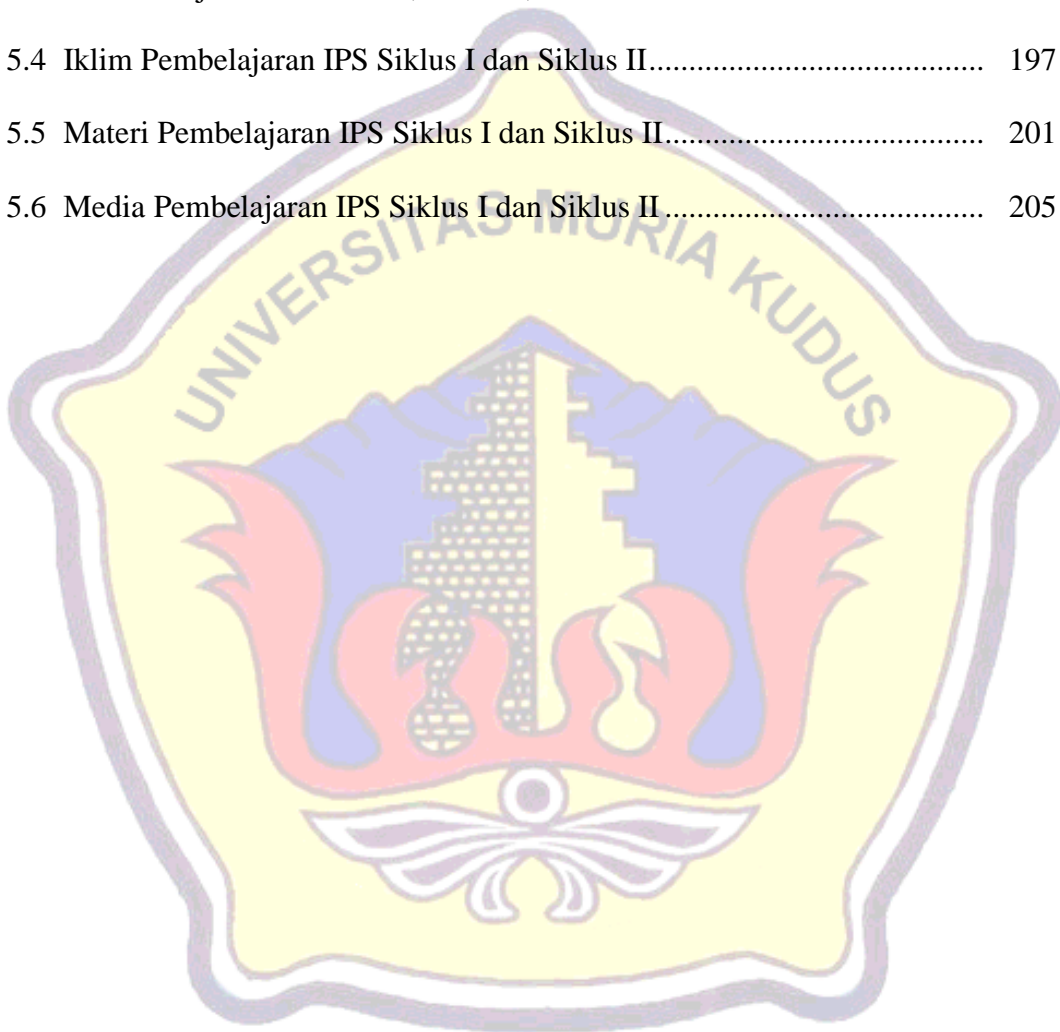 5.4 Iklim Pembelajaran IPS Siklus I dan Siklus II....................................... 197
5.5 Materi Pembelajaran IPS Siklus I dan Siklus II..................................... 201
5.6 Media Pembelajaran IPS Siklus I dan Siklus II ..................................... 205
UNIVERSITAS MURIA KUDUS